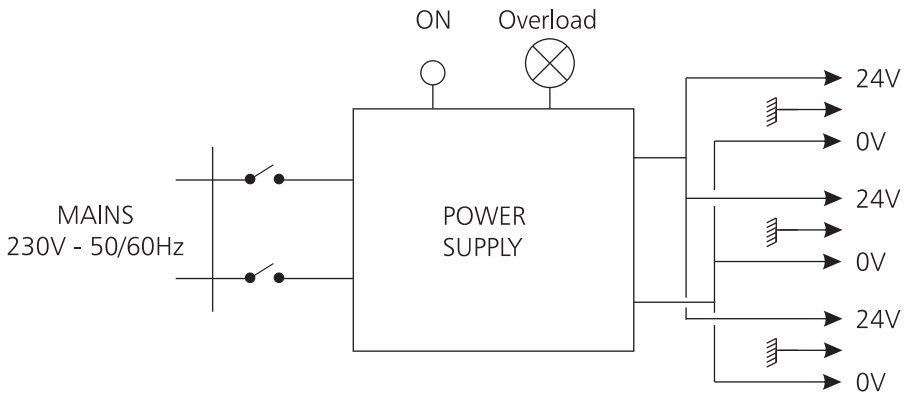 ON
Overload
24V
0V
MAINS
230V - 50/60Hz
POWER
SUPPLY
24V
0V
24V
0V